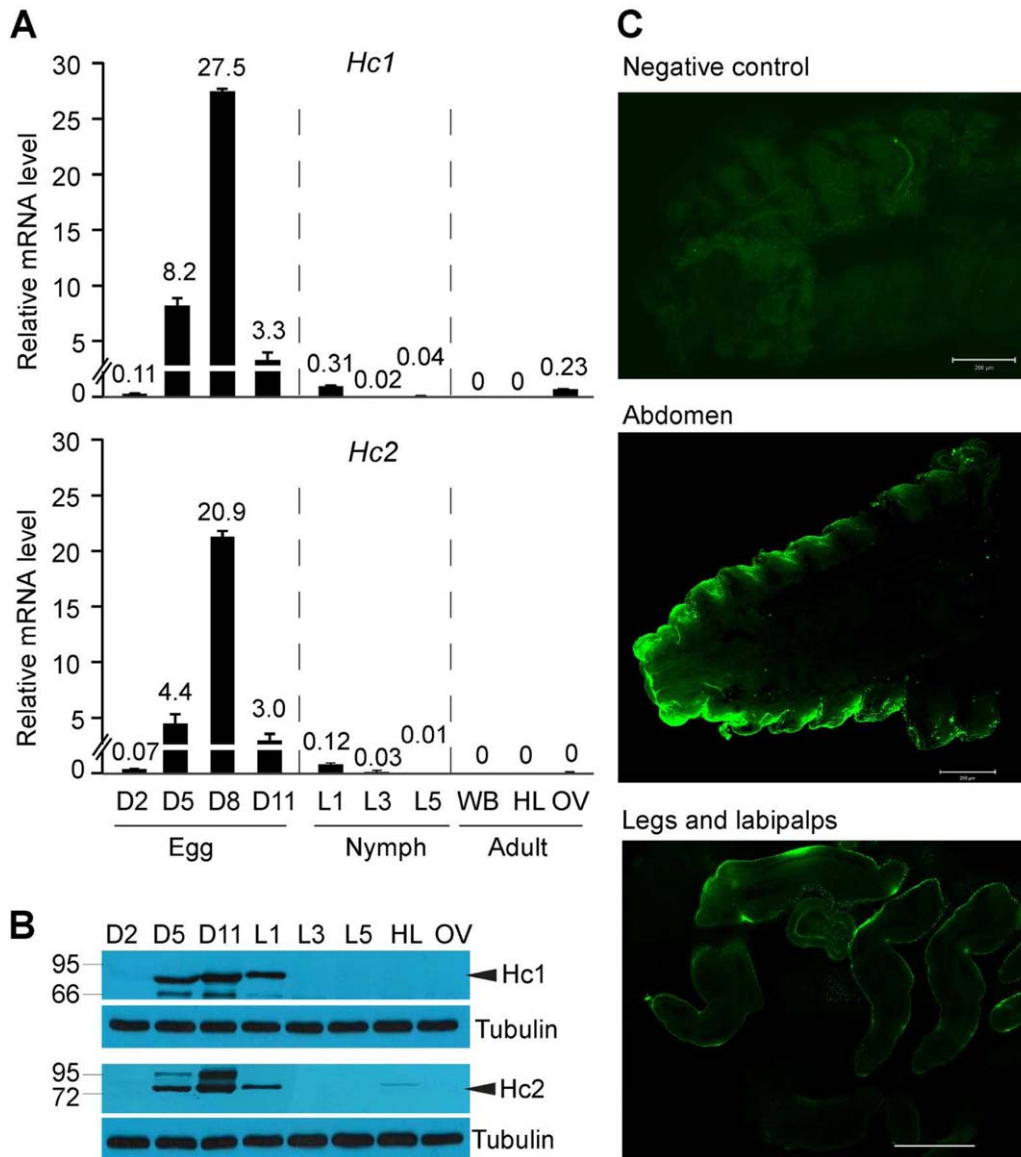 A
Hc1
Relative mRNA level
30
25
20
15
10
5
0
0.11
8.2
27.5
3.3
0.31
0.02
0.04
0
0
0.23
Hc2
Relative mRNA level
30
25
20
15
10
5
0
0.07
4.4
20.9
3.0
0.12
0.03
0.01
0
0
0
D2 D5 D8 D11 L1 L3 L5 WB HL OV
Egg Nymph Adult
B
D2 D5 D11 L1 L3 L5 HL OV
95
66
Hc1
Tubulin
95
72
Hc2
Tubulin
C
Negative control
200 µm
Abdomen
200 µm
Legs and labipalps